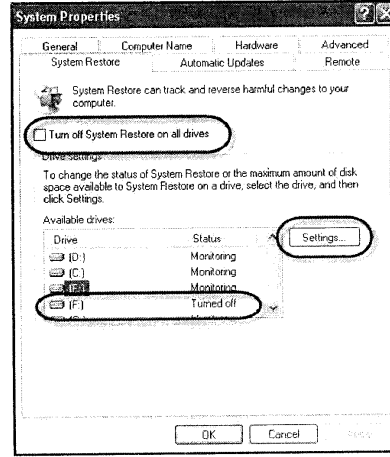 System Properties
General Computer Name Hardware Advanced
System Restore Automatic Updates Remote
System Restore can track and reverse harmful changes to your
computer.
Turn off System Restore on all drives
Drive settings
To change the status of System Restore or the maximum amount of disk
space available to System Restore on a drive, select the drive, and then
click Settings.
Available drives:
Drive Status
Settings...
(D:) Monitoring
(C:) Monitoring
(E:) Monitoring
(F:) Turned off
OK Cancel Apply